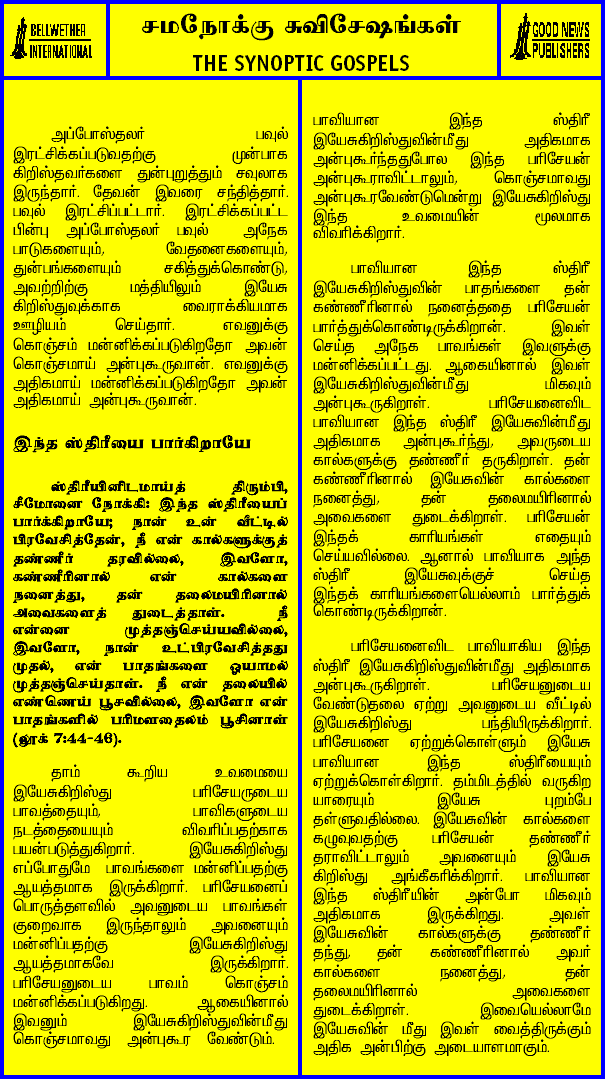 BELLWETHER
INTERNATIONAL
சமநோக்கு சுவிசேஷங்கள்
THE SYNOPTIC GOSPELS
GOOD NEWS
PUBLISHERS
அப்போஸ்தலர் பவுல்
இரட்சிக்கப்படுவதற்கு முன்பாக
கிறிஸ்தவர்களை துன்புறுத்தும் சவுலாக
இருந்தார். தேவன் இவரை சந்தித்தார்.
பவுல் இரட்சிப்பட்டார். இரட்சிக்கப்பட்ட
பின்பு அப்போஸ்தலர் பவுல் அநேக
பாடுகளையும், வேதனைகளையும்,
துன்பங்களையும் சகித்துக்கொண்டு,
அவற்றிற்கு மத்தியிலும் இயேசு
கிறிஸ்துவுக்காக வைராக்கியமாக
ஊழியம் செய்தார். எவனுக்கு
கொஞ்சம் மன்னிக்கப்படுகிறதோ அவன்
கொஞ்சமாய் அன்புகூருவான். எவனுக்கு
அதிகமாய் மன்னிக்கப்படுகிறதோ அவன்
அதிகமாய் அன்புகூருவான்.
இந்த ஸ்திரீயை பார்கிறாயே
ஸ்திரீயினிடமாய்த் திரும்பி,
சீமோனை நோக்கி: இந்த ஸ்திரீயைப்
பார்க்கிறாயே; நான் உன் வீட்டில்
பிரவேசித்தேன், நீ என் கால்களுக்குத்
தண்ணீர் தரவில்லை, இவளோ,
கண்ணீரினால் என் கால்களை
நனைத்து, தன் தலைமயிரினால்
அவைகளைத் துடைத்தாள். நீ
என்னை முத்தஞ்செய்யவில்லை,
இவளோ, நான் உட்பிரவேசித்தது
முதல், என் பாதங்களை ஓயாமல்
முத்தஞ்செய்தாள். நீ என் தலையில்
எண்ணெய் பூசவில்லை, இவளோ என்
பாதங்களில் பரிமளதைலம் பூசினாள்
(லூக் 7:44-46).
தாம் கூறிய உவமையை
இயேசுகிறிஸ்து பரிசேயருடைய
பாவத்தையும், பாவிகளுடைய
நடத்தையையும் விவரிப்பதற்காக
பயன்படுத்துகிறார். இயேசுகிறிஸ்து
எப்போதுமே பாவங்களை மன்னிப்பதற்கு
ஆயத்தமாக இருக்கிறார். பரிசேயனைப்
பொருத்தளவில் அவனுடைய பாவங்கள்
குறைவாக இருந்தாலும் அவனையும்
மன்னிப்பதற்கு இயேசுகிறிஸ்து
ஆயத்தமாகவே இருக்கிறார்.
பரிசேயனுடைய பாவம் கொஞ்சம்
மன்னிக்கப்படுகிறது. ஆகையினால்
இவனும் இயேசுகிறிஸ்துவின்மீது
கொஞ்சமாவது அன்புகூர வேண்டும்.
பாவியான இந்த ஸ்திரீ
இயேசுகிறிஸ்துவின்மீது அதிகமாக
அன்புகூர்ந்ததுபோல இந்த பரிசேயன்
அன்புகூராவிட்டாலும், கொஞ்சமாவது
அன்புகூரவேண்டுமென்று இயேசுகிறிஸ்து
இந்த உவமையின் மூலமாக
விவரிக்கிறார்.
பாவியான இந்த ஸ்திரீ
இயேசுகிறிஸ்துவின் பாதங்களை தன்
கண்ணீரினால் நனைத்ததை பரிசேயன்
பார்த்துக்கொண்டிருக்கிறான். இவள்
செய்த அநேக பாவங்கள் இவளுக்கு
மன்னிக்கப்பட்டது. ஆகையினால் இவள்
இயேசுகிறிஸ்துவின்மீது மிகவும்
அன்புகூருகிறாள். பரிசேயனைவிட
பாவியான இந்த ஸ்திரீ இயேசுவின்மீது
அதிகமாக அன்புகூர்ந்து, அவருடைய
கால்களுக்கு தண்ணீர் தருகிறாள். தன்
கண்ணீரினால் இயேசுவின் கால்களை
நனைத்து, தன் தலைமயிரினால்
அவைகளை துடைக்கிறாள். பரிசேயன்
இந்தக் காரியங்கள் எதையும்
செய்யவில்லை. ஆனால் பாவியாக அந்த
ஸ்திரீ இயேசுவுக்குச் செய்த
இந்தக் காரியங்களையெல்லாம் பார்த்துக்
கொண்டிருக்கிறான்.
பரிசேயனைவிட பாவியாகிய இந்த
ஸ்திரீ இயேசுகிறிஸ்துவின்மீது அதிகமாக
அன்புகூருகிறாள். பரிசேயனுடைய
வேண்டுதலை ஏற்று அவனுடைய வீட்டில்
இயேசுகிறிஸ்து பந்தியிருக்கிறார்.
பரிசேயனை ஏற்றுக்கொள்ளும் இயேசு
பாவியான இந்த ஸ்திரீயையும்
ஏற்றுக்கொள்கிறார். தம்மிடத்தில் வருகிற
யாரையும் இயேசு புறம்பே
தள்ளுவதில்லை. இயேசுவின் கால்களை
கழுவுவதற்கு பரிசேயன் தண்ணீர்
தராவிட்டாலும் அவனையும் இயேசு
கிறிஸ்து அங்கீகரிக்கிறார். பாவியான
இந்த ஸ்திரீயின் அன்போ மிகவும்
அதிகமாக இருக்கிறது. அவள்
இயேசுவின் கால்களுக்கு தண்ணீர்
தந்து, தன் கண்ணீரினால் அவர்
கால்களை நனைத்து, தன்
தலைமயிரினால் அவைகளை
துடைக்கிறாள். இவையெல்லாமே
இயேசுவின் மீது இவள் வைத்திருக்கும்
அதிக அன்பிற்கு அடையாளமாகும்.